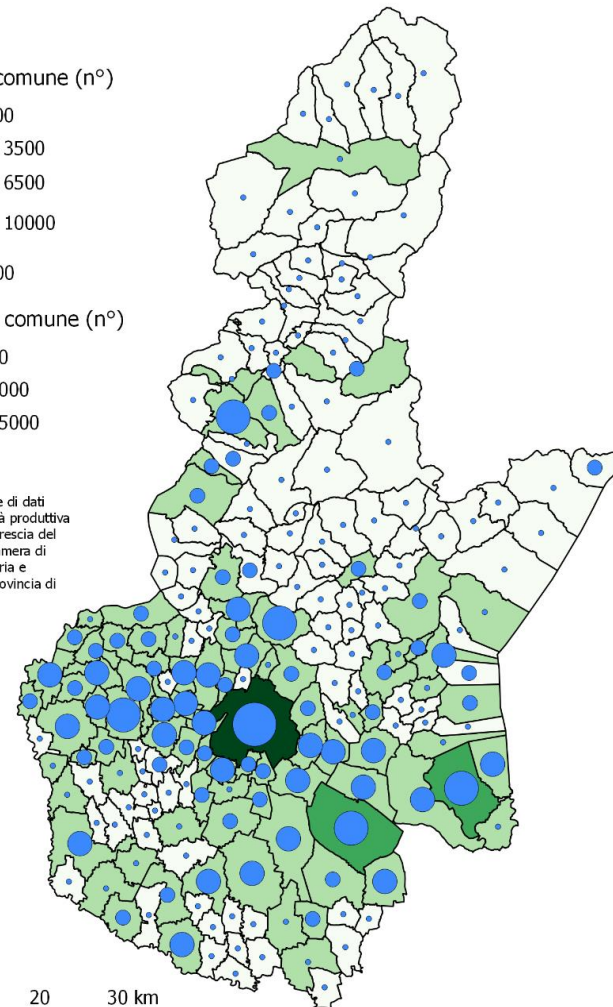 comune (n°)
00
3500
6500
10000
00
comune (n°)
0
000
5000
e di dati
à produttiva
rescia del
mera di
ria e
ovincia di
20 30 km